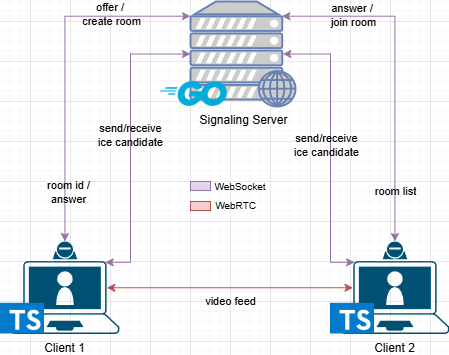 offer /
create room
answer /
join room
GO
Signaling Server
send/receive
ice candidate
send/receive
ice candidate
room id /
answer
WebSocket
WebRTC
room list
video feed
TS
Client 1
TS
Client 2